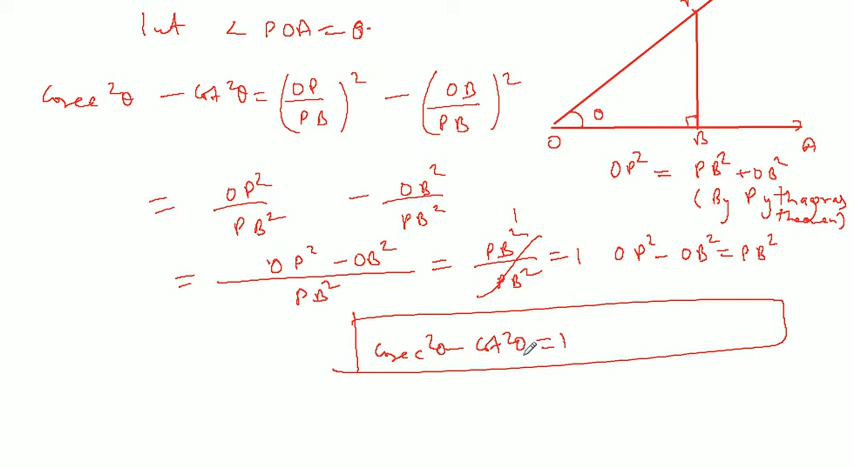 Let ∠ POA = θ.
Cosec²θ − Cot²θ = (OP/PB)² − (OB/PB)²
= OP²/PB² − OB²/PB²
= OP² − OB²/PB² = PB²/PB² 1 = 1
Cosec²θ − Cot²θ = 1
P
θ
O B A
OP² = PB² + OB²
(By Pythagoras
theorem)
OP² − OB² = PB²